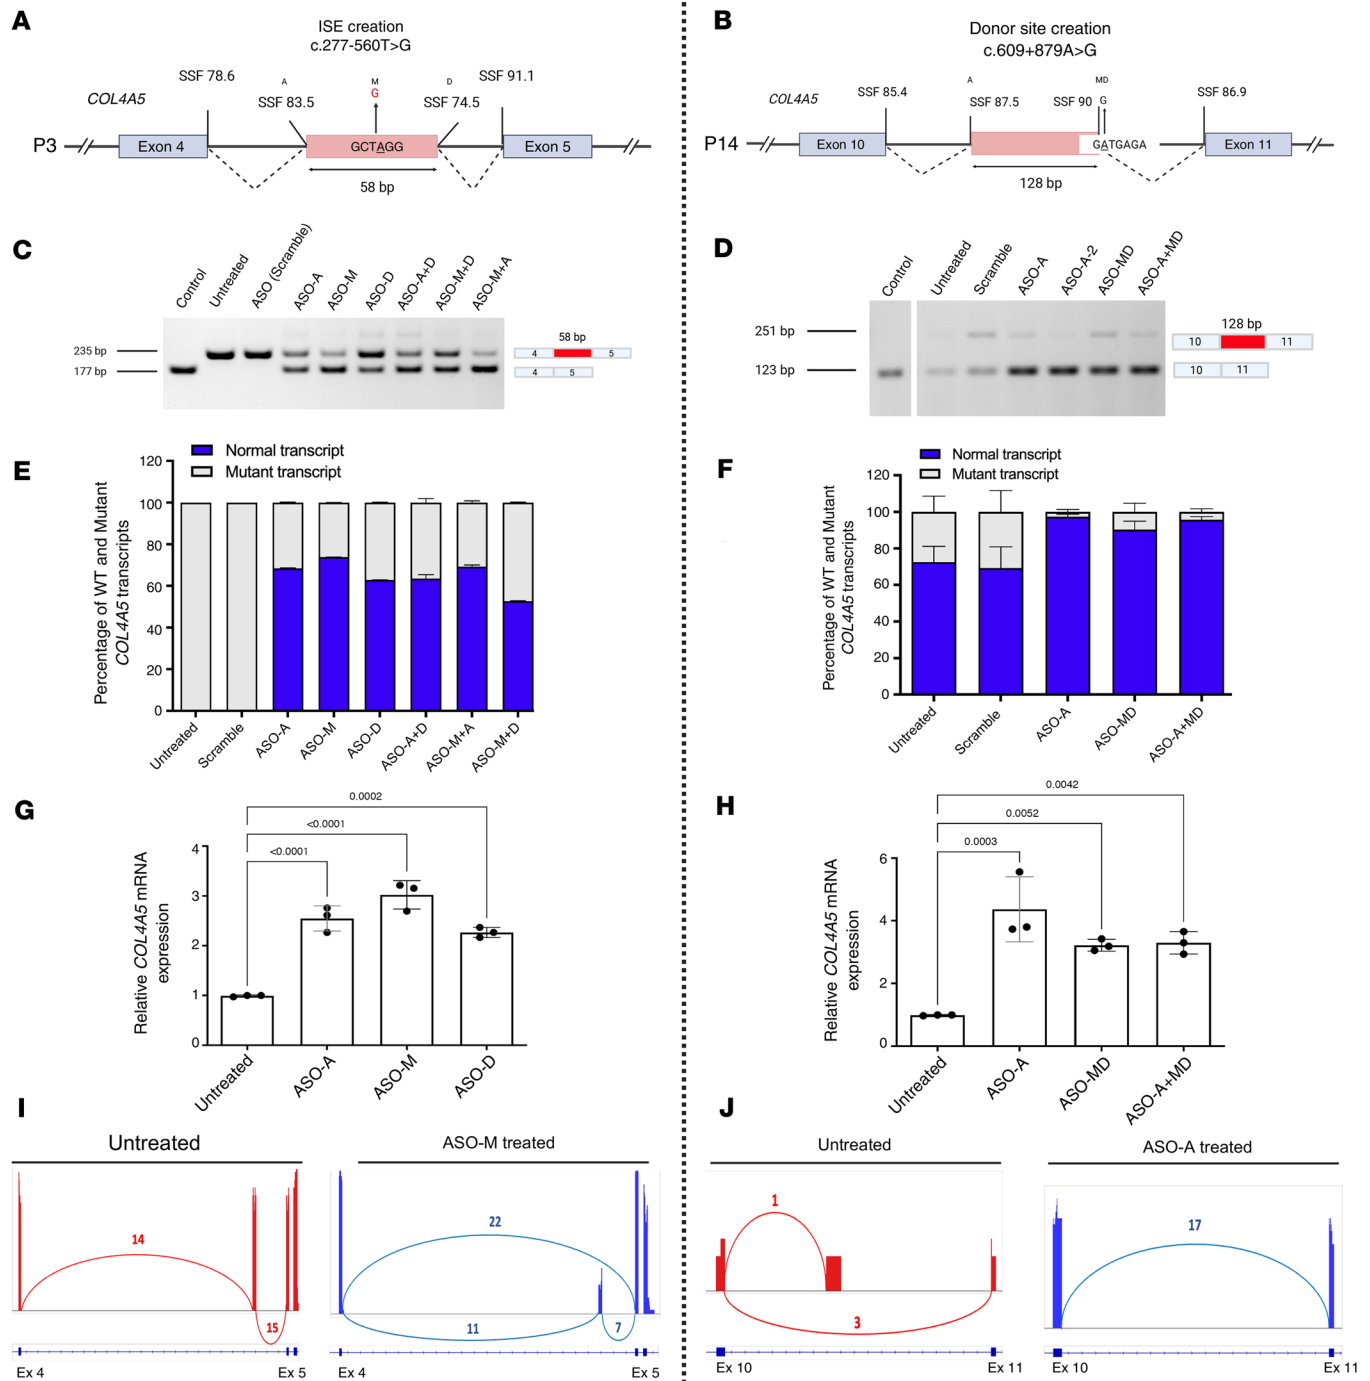 A
ISE creation
c.277-560T>G
SSF 78.6
A
M
D
SSF 91.1
COL4A5
SSF 83.5
G
SSF 74.5
P3
Exon 4
GCTAGG
Exon 5
58 bp
B
Donor site creation
c.609+879A>G
A
MD
COL4A5
SSF 85.4
SSF 87.5
SSF 90
G
SSF 86.9
P14
Exon 10
GATGAGA
Exon 11
128 bp
C
Control
Untreated
ASO (Scramble)
ASO-A
ASO-M
ASO-D
ASO-A+D
ASO-M+D
ASO-M+A
235 bp
177 bp
58 bp
4
5
4
5
D
Control
Untreated
Scramble
ASO-A
ASO-A-2
ASO-MD
ASO-A+MD
251 bp
123 bp
128 bp
10
11
10
11
E
Normal transcript
Mutant transcript
Percentage of WT and Mutant
COL4A5 transcripts
120
100
80
60
40
20
0
Untreated
Scramble
ASO-A
ASO-M
ASO-D
ASO-A+D
ASO-M+A
ASO-M+D
F
Normal transcript
Mutant transcript
Percentage of WT and Mutant
COL4A5 transcripts
120
100
80
60
40
20
0
Untreated
Scramble
ASO-A
ASO-MD
ASO-A+MD
G
0.0002
<0.0001
<0.0001
Relative COL4A5 mRNA
expression
4
3
2
1
0
Untreated
ASO-A
ASO-M
ASO-D
H
0.0042
0.0052
0.0003
Relative COL4A5 mRNA
expression
6
4
2
0
Untreated
ASO-A
ASO-MD
ASO-A+MD
I
Untreated
14
15
Ex 4
Ex 5
ASO-M treated
22
11
7
Ex 4
Ex 5
J
Untreated
1
3
Ex 10
Ex 11
ASO-A treated
17
Ex 10
Ex 11